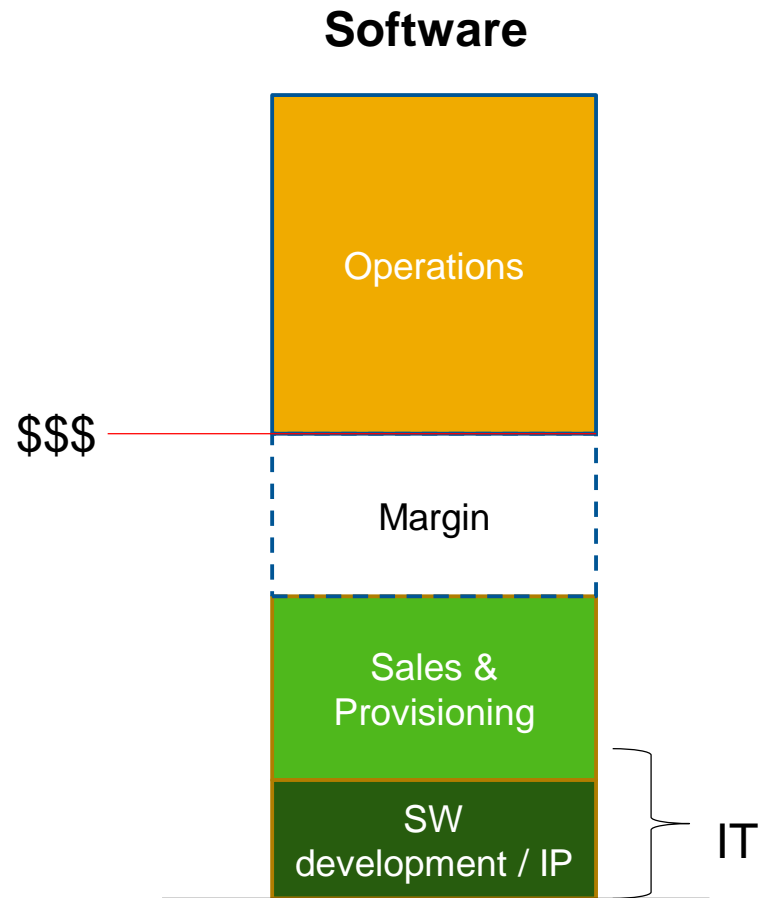 Software
Operations
$$$
Margin
Sales &
Provisioning
SW
development / IP
IT